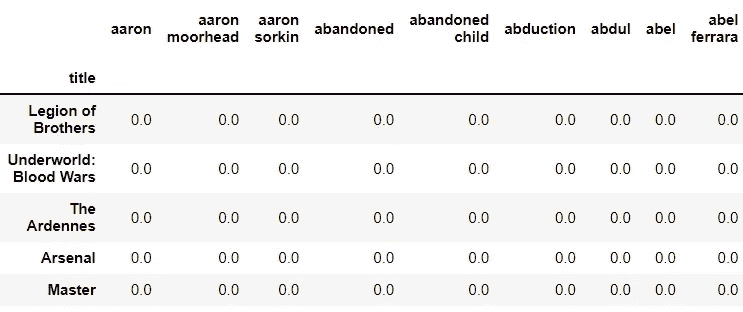 aaron aaron moorhead aaron sorkin abandoned abandoned child abduction abdul abel abel ferrara
title
Legion of Brothers 0.0 0.0 0.0 0.0 0.0 0.0 0.0 0.0 0.0
Underworld: Blood Wars 0.0 0.0 0.0 0.0 0.0 0.0 0.0 0.0 0.0
The Ardennes 0.0 0.0 0.0 0.0 0.0 0.0 0.0 0.0 0.0
Arsenal 0.0 0.0 0.0 0.0 0.0 0.0 0.0 0.0 0.0
Master 0.0 0.0 0.0 0.0 0.0 0.0 0.0 0.0 0.0